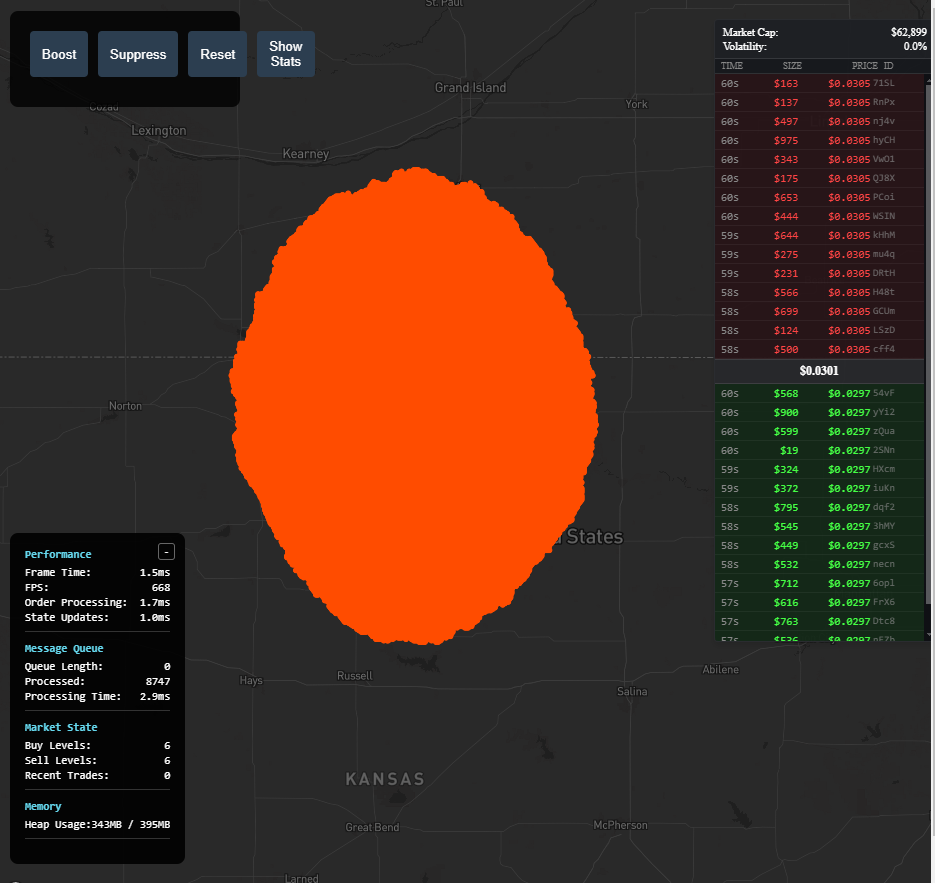 St. Paul
Boost
Suppress
Reset
Show
Stats
Grand Island
York
Cozad
Lexington
Kearney
Norton
States
Hays
Russell
Salina
Abilene
KANSAS
Great Bend
McPherson
Larned
Market Cap: $62,899
Volatility: 0.0%
TIME SIZE PRICE ID
60s $163 $0.0305 71SL
60s $137 $0.0305 RnPx
60s $497 $0.0305 nj4v
60s $975 $0.0305 hyCH
60s $343 $0.0305 VwO1
60s $175 $0.0305 QJ8X
60s $653 $0.0305 PCoi
60s $444 $0.0305 WSIN
59s $644 $0.0305 kHhM
59s $275 $0.0305 mu4q
59s $231 $0.0305 DRtH
58s $566 $0.0305 H48t
58s $699 $0.0305 GCUm
58s $124 $0.0305 LSzD
58s $500 $0.0305 cff4
$0.0301
60s $568 $0.0297 54vF
60s $900 $0.0297 yYi2
60s $599 $0.0297 zQua
60s $19 $0.0297 2SNn
59s $324 $0.0297 HXcm
59s $372 $0.0297 iuKn
58s $795 $0.0297 dqf2
58s $545 $0.0297 3hMY
58s $449 $0.0297 gcxS
58s $532 $0.0297 necn
57s $712 $0.0297 6opl
57s $616 $0.0297 FrX6
57s $763 $0.0297 Dtc8
57s $536 $0.0297
Performance -
Frame Time: 1.5ms
FPS: 668
Order Processing: 1.7ms
State Updates: 1.0ms
Message Queue
Queue Length: 0
Processed: 8747
Processing Time: 2.9ms
Market State
Buy Levels: 6
Sell Levels: 6
Recent Trades: 0
Memory
Heap Usage:343MB / 395MB